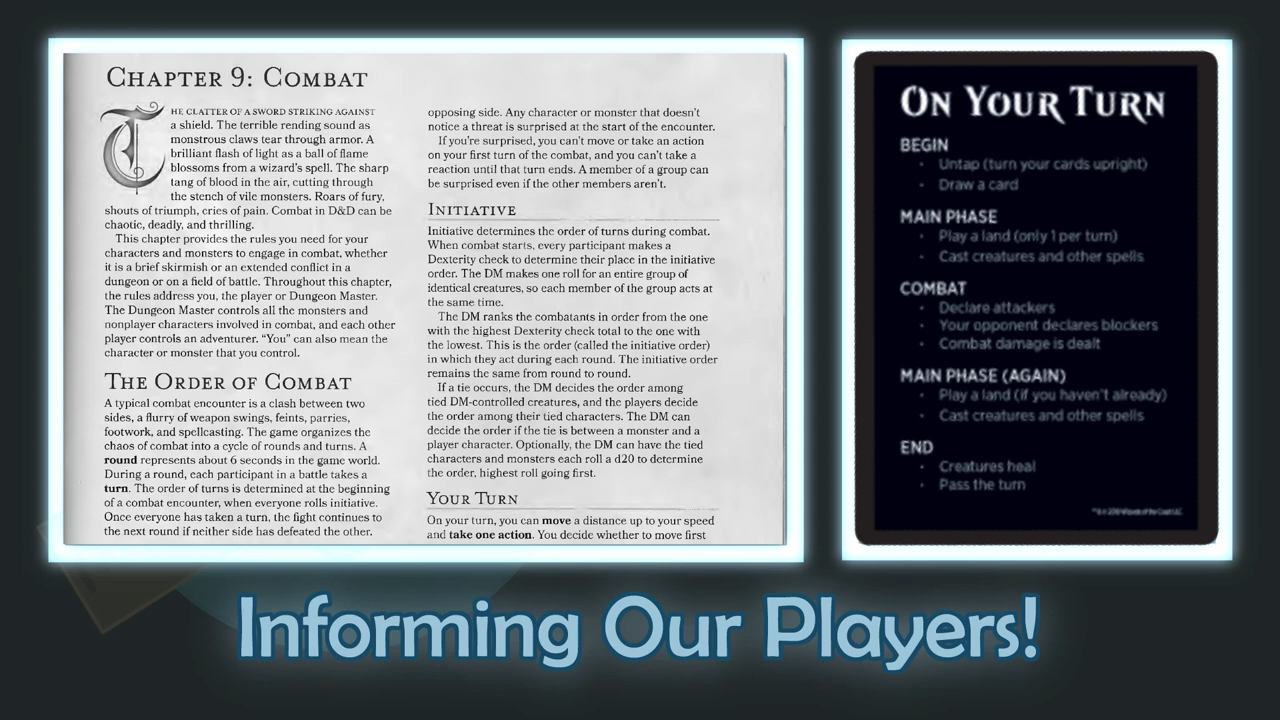 CHAPTER 9: COMBAT
THE CLATTER OF A SWORD STRIKING AGAINST
a shield. The terrible rending sound as
monstrous claws tear through armor. A
brilliant flash of light as a ball of flame
blossoms from a wizard's spell. The sharp
tang of blood in the air, cutting through
the stench of vile monsters. Roars of fury,
shouts of triumph, cries of pain. Combat in D&D can be
chaotic, deadly, and thrilling.
This chapter provides the rules you need for your
characters and monsters to engage in combat, whether
it is a brief skirmish or an extended conflict in a
dungeon or on a field of battle. Throughout this chapter,
the rules address you, the player or Dungeon Master.
The Dungeon Master controls all the monsters and
nonplayer characters involved in combat, and each other
player controls an adventurer. “You” can also mean the
character or monster that you control.
THE ORDER OF COMBAT
A typical combat encounter is a clash between two
sides, a flurry of weapon swings, feints, parries,
footwork, and spellcasting. The game organizes the
chaos of combat into a cycle of rounds and turns. A
round represents about 6 seconds in the game world.
During a round, each participant in a battle takes a
turn. The order of turns is determined at the beginning
of a combat encounter, when everyone rolls initiative.
Once everyone has taken a turn, the fight continues to
the next round if neither side has defeated the other.
opposing side. Any character or monster that doesn't
notice a threat is surprised at the start of the encounter.
If you're surprised, you can't move or take an action
on your first turn of the combat, and you can't take a
reaction until that turn ends. A member of a group can
be surprised even if the other members aren't.
INITIATIVE
Initiative determines the order of turns during combat.
When combat starts, every participant makes a
Dexterity check to determine their place in the initiative
order. The DM makes one roll for an entire group of
identical creatures, so each member of the group acts at
the same time.
The DM ranks the combatants in order from the one
with the highest Dexterity check total to the one with
the lowest. This is the order (called the initiative order)
in which they act during each round. The initiative order
remains the same from round to round.
If a tie occurs, the DM decides the order among
tied DM-controlled creatures, and the players decide
the order among their tied characters. The DM can
decide the order if the tie is between a monster and a
player character. Optionally, the DM can have the tied
characters and monsters each roll a d20 to determine
the order, highest roll going first.
YOUR TURN
On your turn, you can move a distance up to your speed
and take one action. You decide whether to move first
ON YOUR TURN
BEGIN
· Untap (turn your cards upright)
· Draw a card
MAIN PHASE
· Play a land (only 1 per turn)
· Cast creatures and other spells
COMBAT
· Declare attackers
· Your opponent declares blockers
· Combat damage is dealt
MAIN PHASE (AGAIN)
· Play a land (if you haven't already)
· Cast creatures and other spells
END
· Creatures heal
· Pass the turn
Informing Our Players!